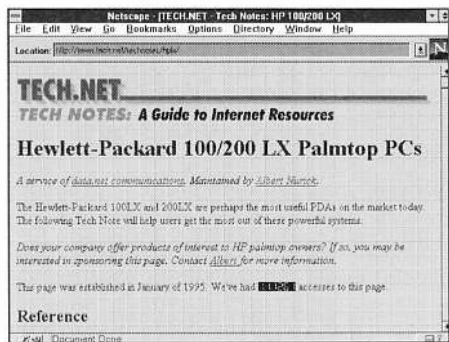 Netscape - [TECH.NET - Tech Notes: HP 100/200 LX]
File Edit View Go Bookmarks Options Directory Window Help
Location:
N
TECH.NET
TECH NOTES: A Guide to Internet Resources
Hewlett-Packard 100/200 LX Palmtop PCs
A service of data.net communications. Maintained by Albert Nurick.
The Hewlett-Packard 100LX and 200LX are perhaps the most useful PDAs on the market today.
The following Tech Note will help users get the most out of these powerful systems.
Does your company offer products of interest to HP palmtop owners? If so, you may be
interested in sponsoring this page. Contact Albert for more information.
This page was established in January of 1995. We've had accesses to this page.
Reference
Document Done